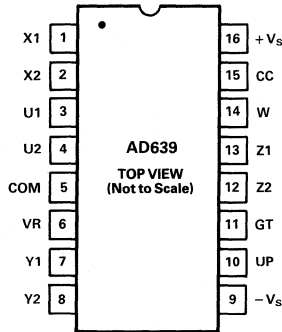 X1 1 16 +VS
X2 2 15 CC
U1 3 14 W
U2 4 AD639 13 Z1
COM 5 TOP VIEW 12 Z2
(Not to Scale)
VR 6 11 GT
Y1 7 10 UP
Y2 8 9 −VS